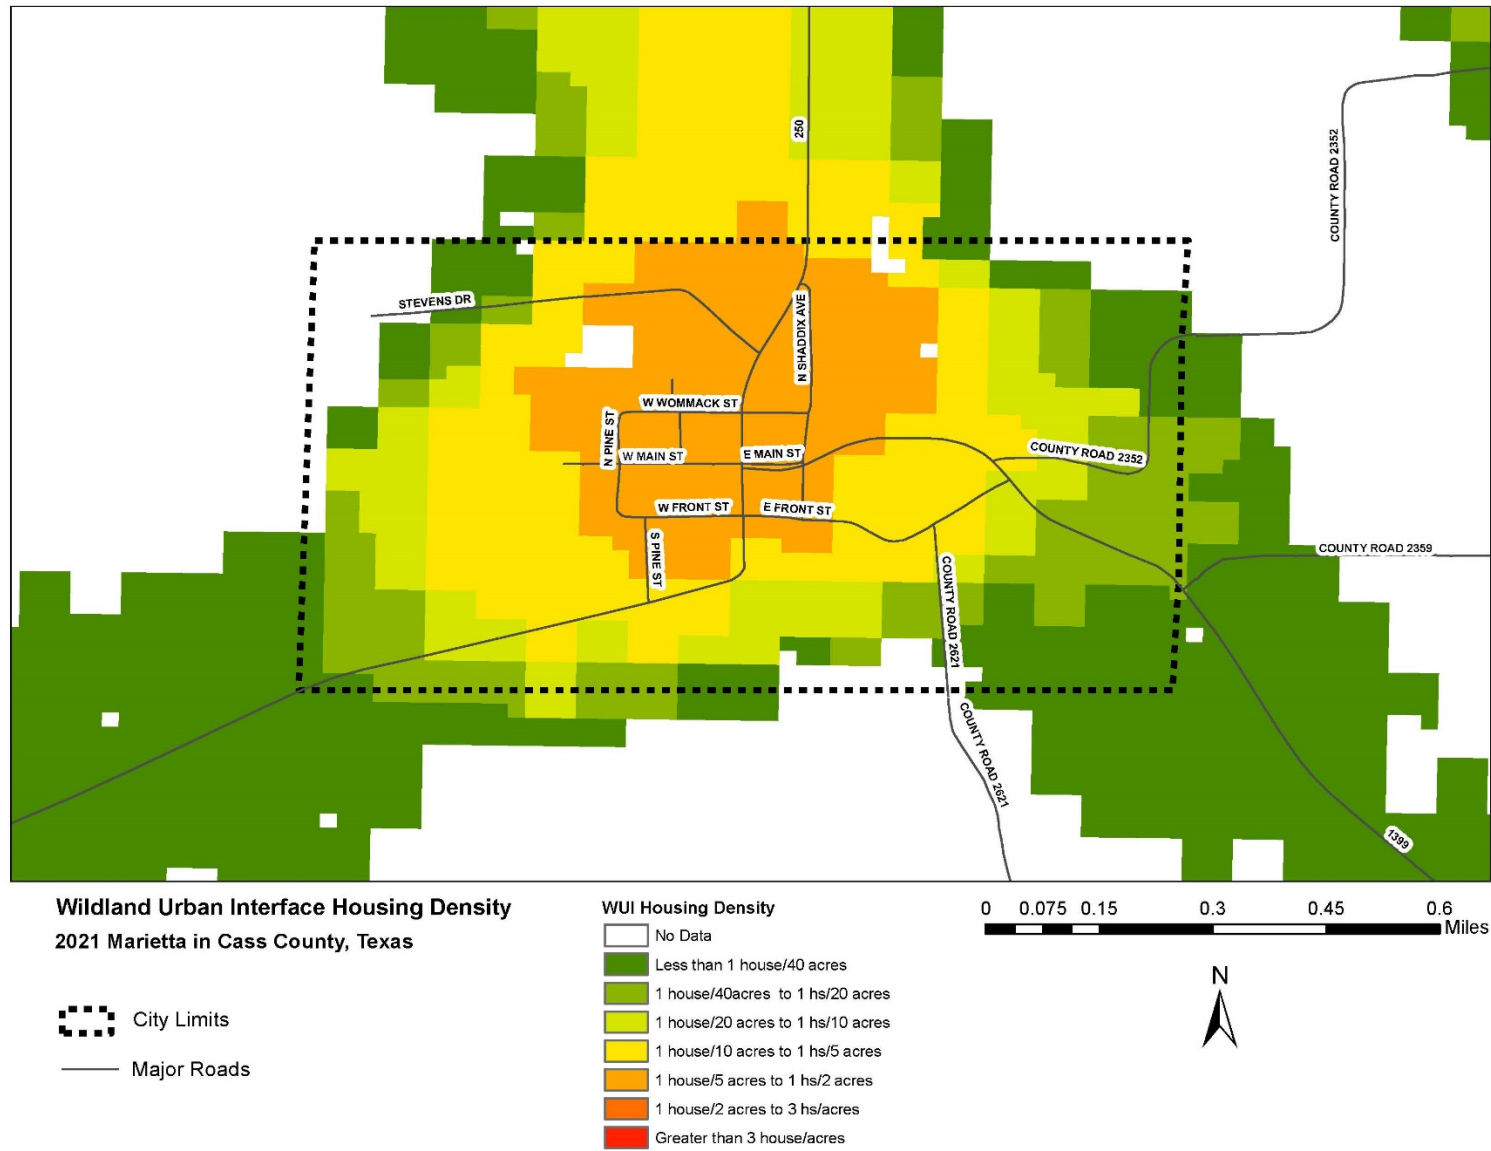 250
COUNTY ROAD 2352
STEVENS DR
N SHADDIX AVE
W WOMMACK ST
N PINE ST
W MAIN ST
E MAIN ST
COUNTY ROAD 2352
W FRONT ST
E FRONT ST
S PINE ST
COUNTY ROAD 2359
COUNTY ROAD 2621
COUNTY ROAD 2621
1399
Wildland Urban Interface Housing Density
2021 Marietta in Cass County, Texas
City Limits
Major Roads
WUI Housing Density
No Data
Less than 1 house/40 acres
1 house/40acres to 1 hs/20 acres
1 house/20 acres to 1 hs/10 acres
1 house/10 acres to 1 hs/5 acres
1 house/5 acres to 1 hs/2 acres
1 house/2 acres to 3 hs/acres
Greater than 3 house/acres
0 0.075 0.15 0.3 0.45 0.6
Miles
N